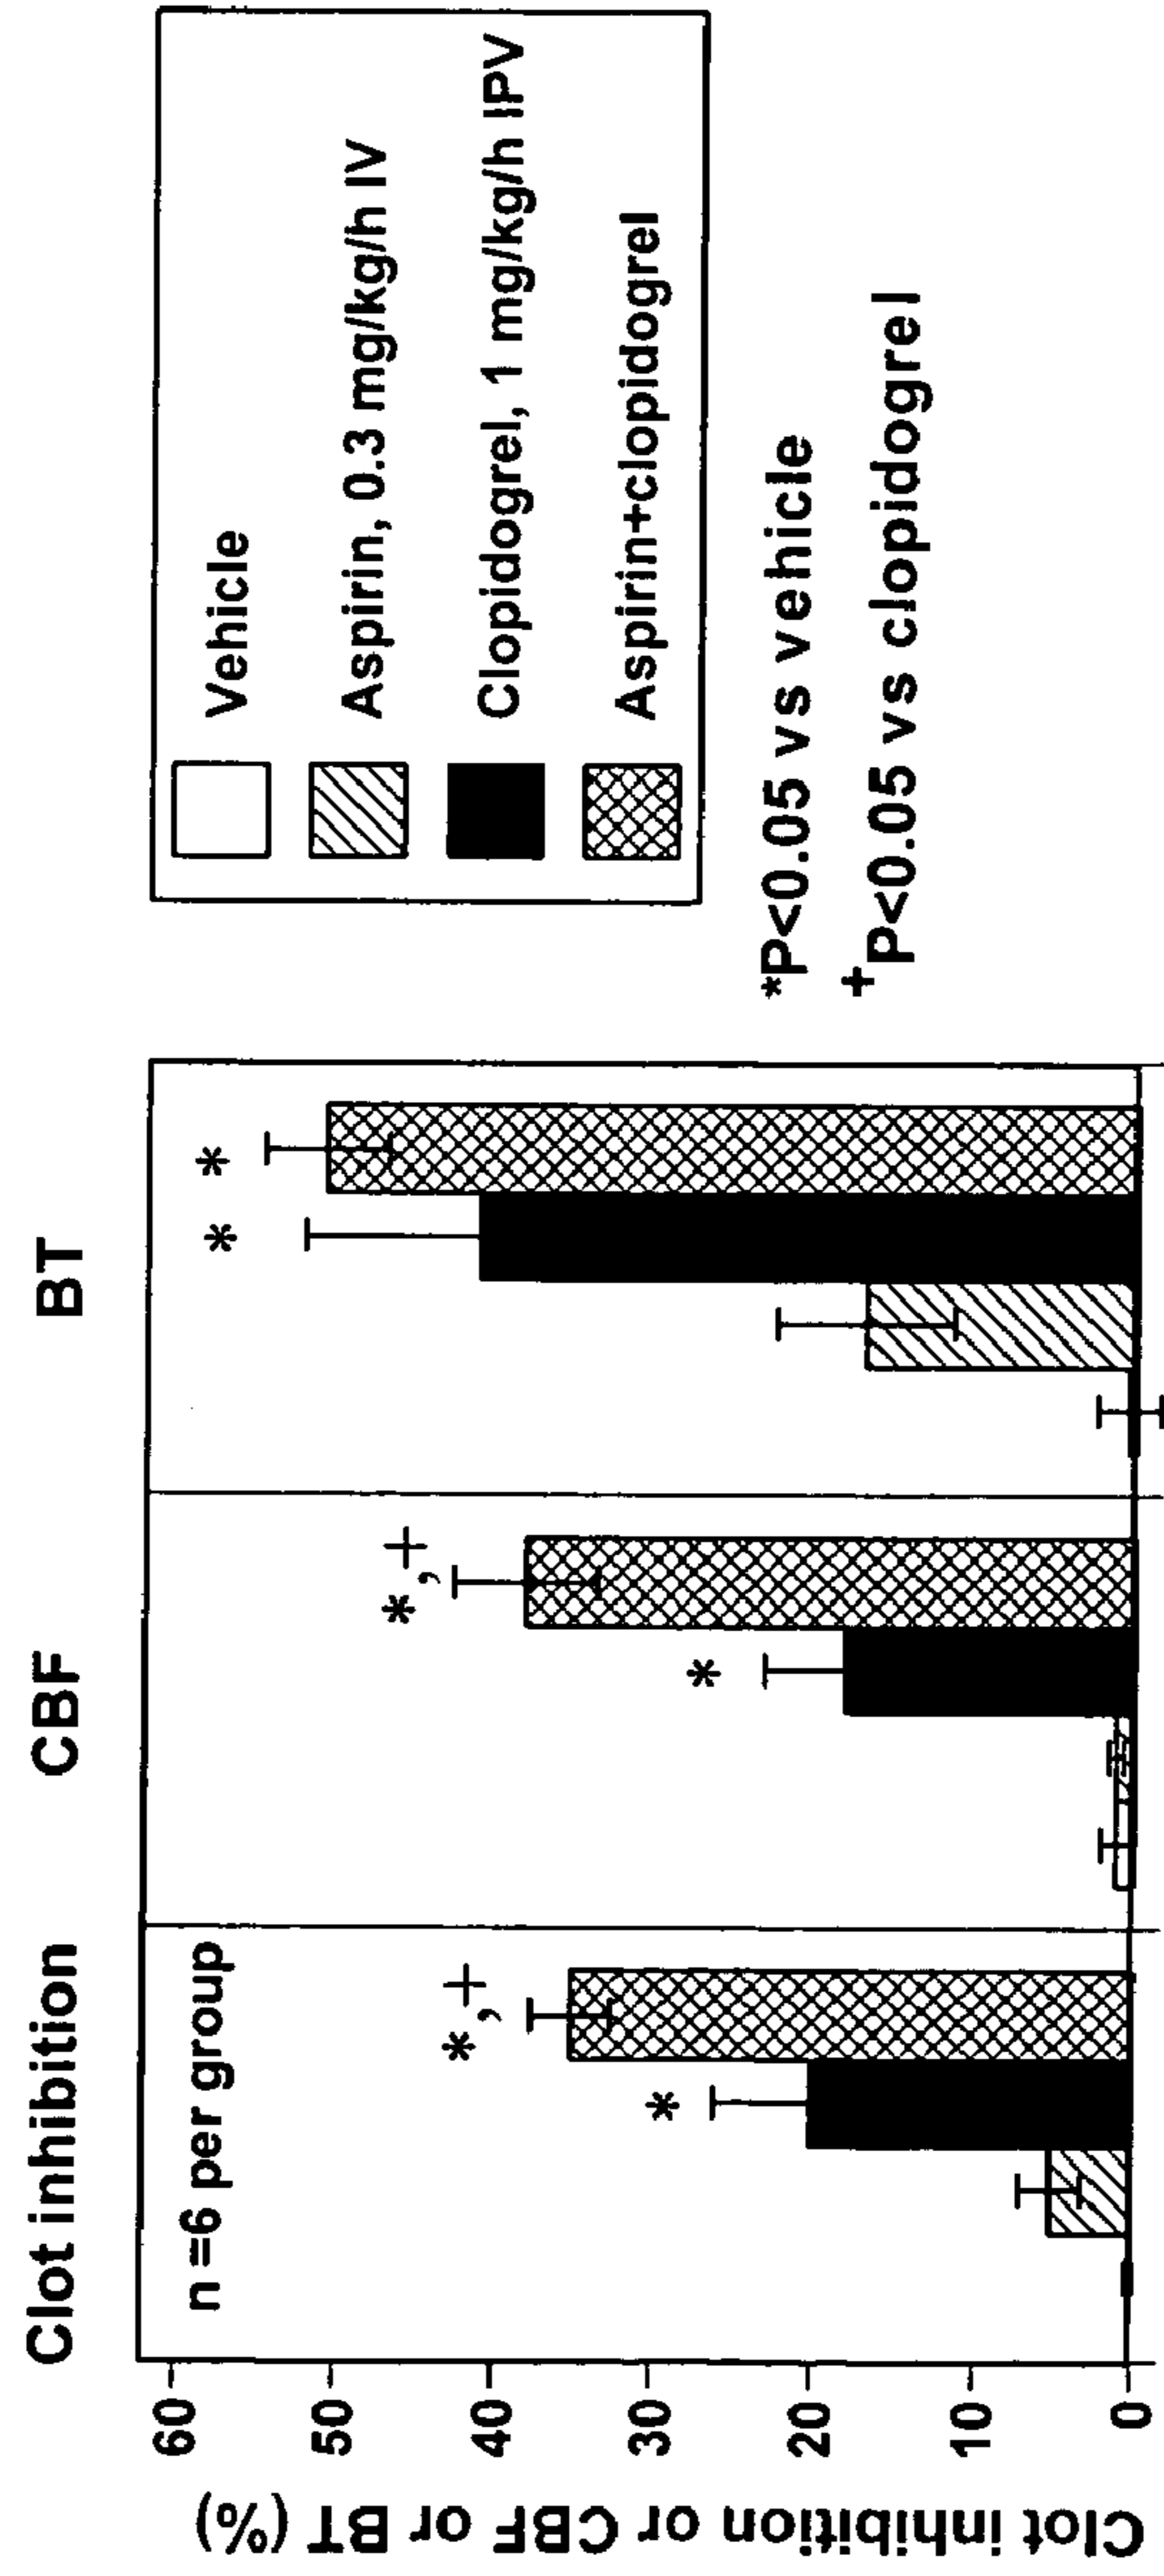 Clot inhibition
CBF
BT
n =6 per group
*
*,+
*
*,+
*
*
60
50
40
30
20
10
0
Clot inhibition or CBF or BT (%)
Vehicle
Aspirin, 0.3 mg/kg/h IV
Clopidogrel, 1 mg/kg/h IPV
Aspirin+clopidogrel
*P<0.05 vs vehicle
+P<0.05 vs clopidogrel